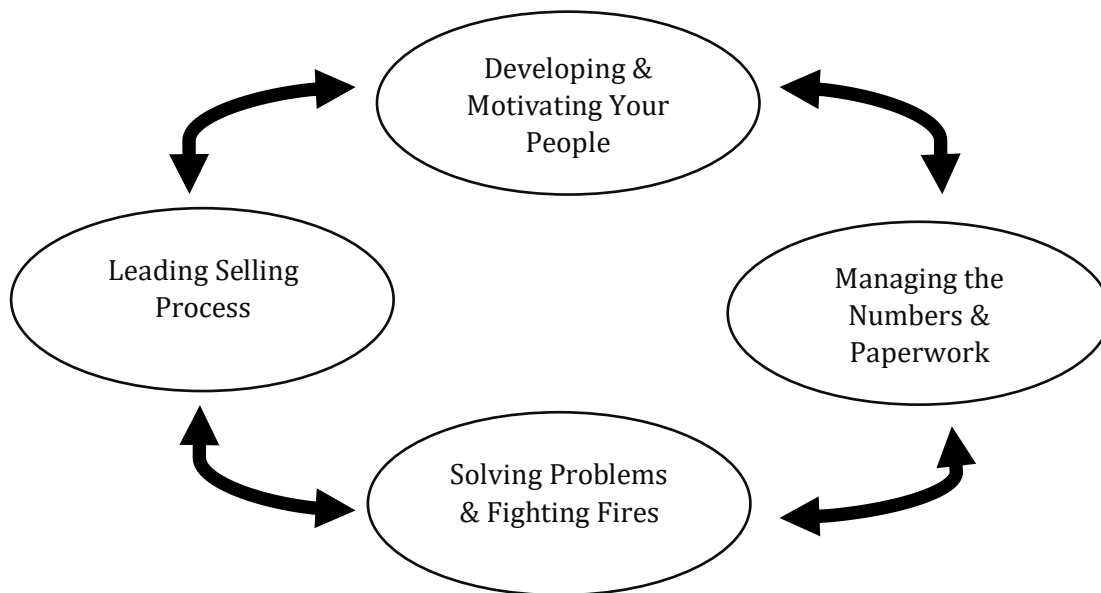 Developing &
Motivating Your
People
Leading Selling
Process
Managing the
Numbers &
Paperwork
Solving Problems
& Fighting Fires